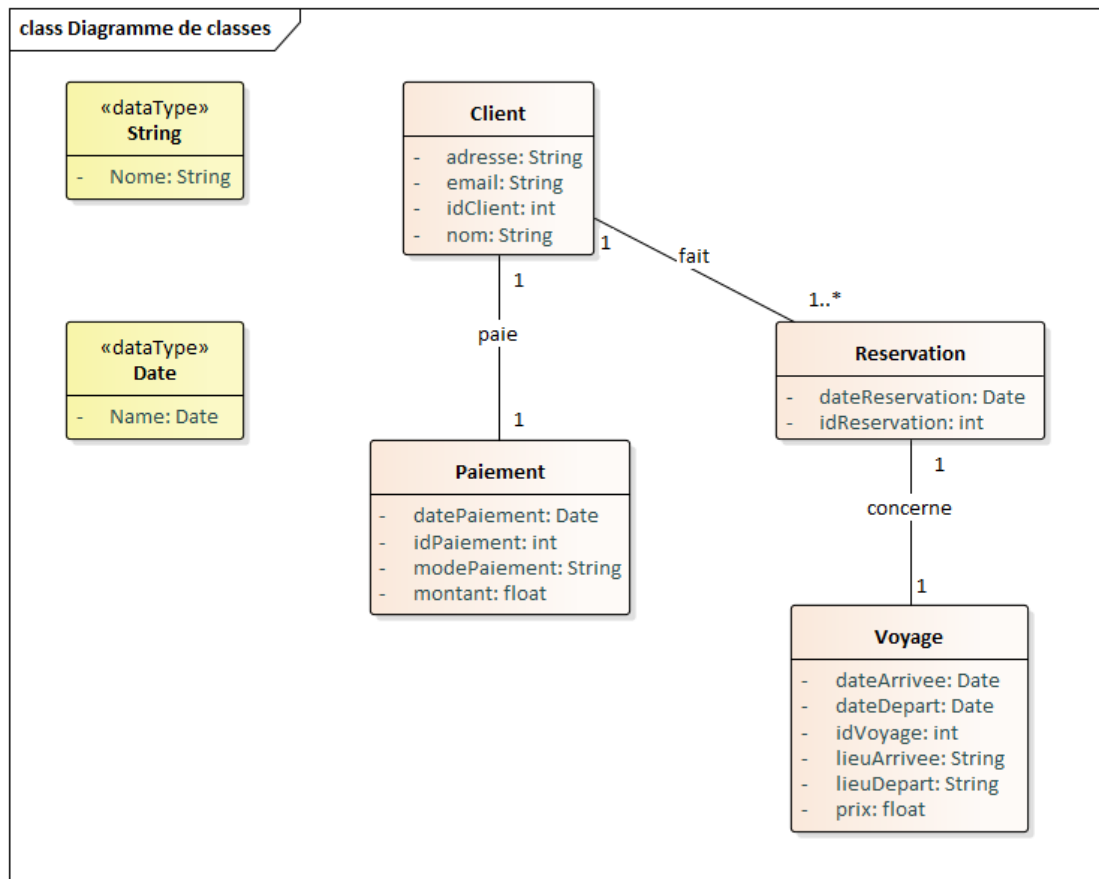 class Diagramme de classes
«dataType»
String
- Nome: String
«dataType»
Date
- Name: Date
Client
- adresse: String
- email: String
- idClient: int
- nom: String
1
fait
1..*
1
paie
1
Reservation
- dateReservation: Date
- idReservation: int
Paiement
- datePaiement: Date
- idPaiement: int
- modePaiement: String
- montant: float
1
concerne
1
Voyage
- dateArrivee: Date
- dateDepart: Date
- idVoyage: int
- lieuArrivee: String
- lieuDepart: String
- prix: float